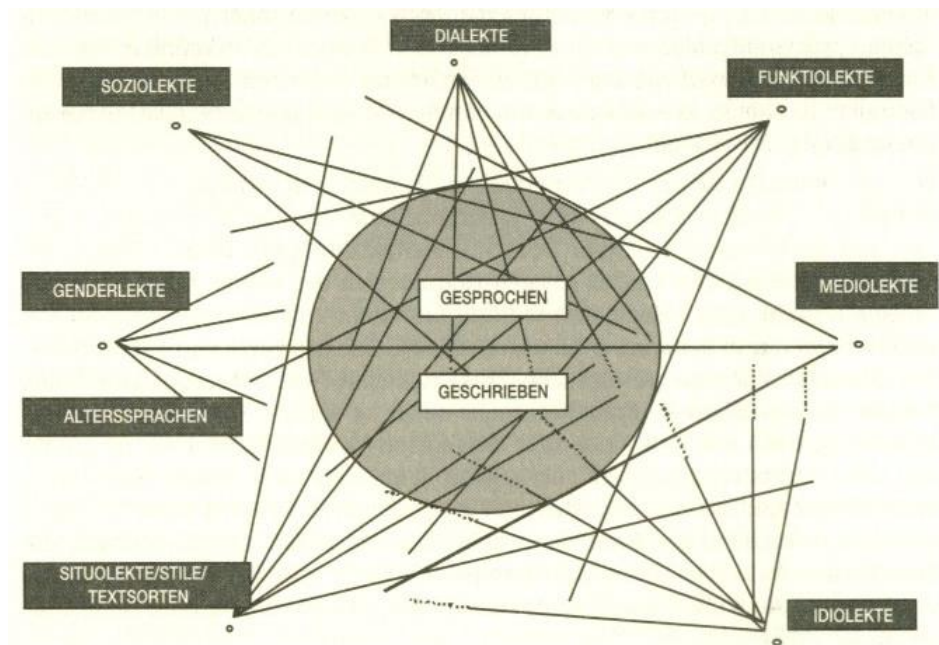 DIALEKTE
SOZIOLEKTE
FUNKTIOLEKTE
GENDERLEKTE
GESPROCHEN
MEDIOLEKTE
GESCHRIEBEN
ALTERSSPRACHEN
SITUOLEKTE/STILE/
TEXTSORTEN
IDIOLEKTE